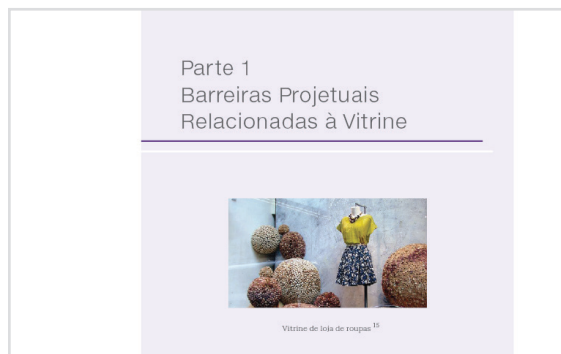 Parte 1
Barreiras Projetuais
Relacionadas à Vitrine
Vitrine de loja de roupas 15